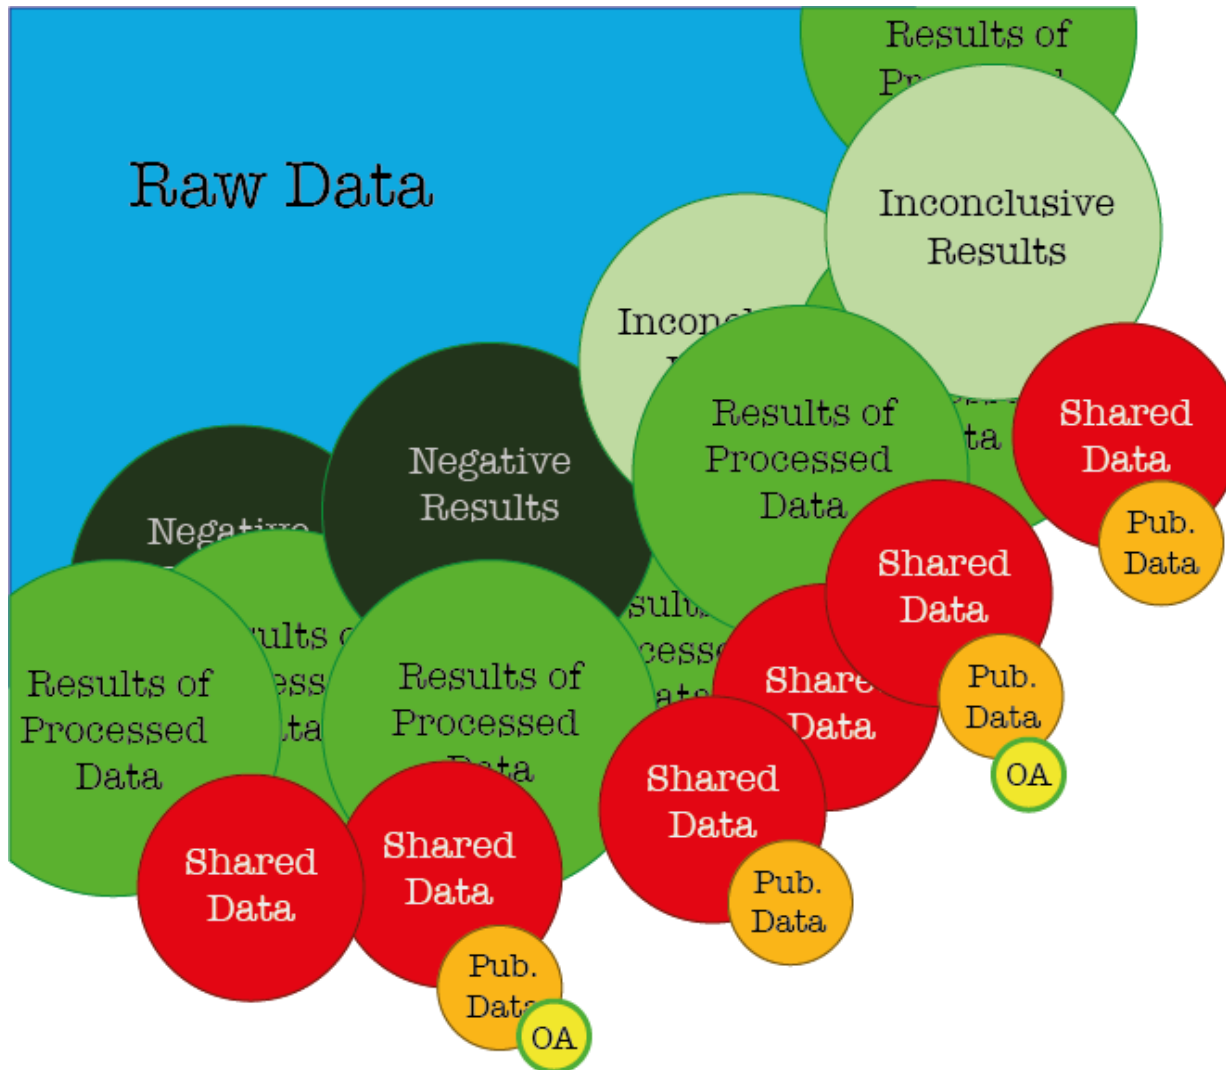 Results of
Raw Data
Inconclusive
Results
Shared
Data
Pub.
Data
Results of
Processed
Data
Negative
Results
Shared
Data
Pub.
Data
OA
Shared
Data
Results of
Processed
Data
Results of
Processed
Data
Shared
Data
Pub.
Data
Shared
Data
Shared
Data
Pub.
Data
OA